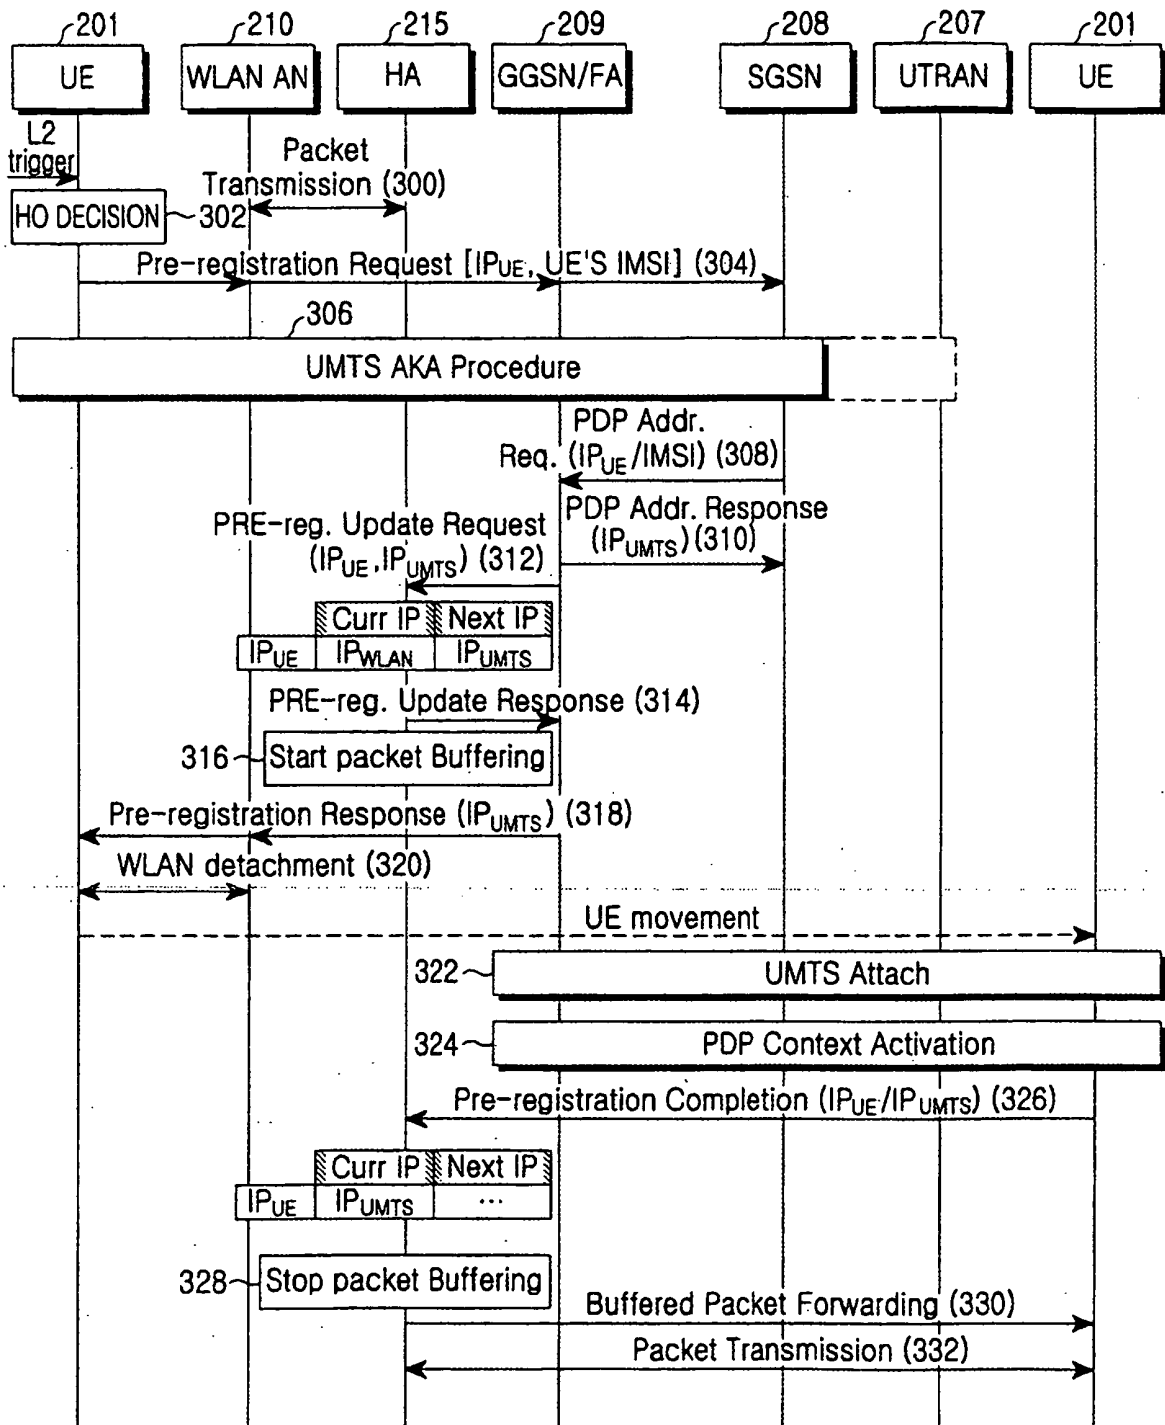 201 210 215 209 208 207 201
UE WLAN AN HA GGSN/FA SGSN UTRAN UE
L2
trigger
Packet
Transmission (300)
HO DECISION 302
Pre-registration Request [IPUE, UE'S IMSI] (304)
306
UMTS AKA Procedure
PDP Addr.
Req. (IPUE/IMSI) (308)
PDP Addr. Response
(IPUMTS)(310)
PRE-reg. Update Request
(IPUE,IPUMTS) (312)
Curr IP Next IP
IPUE IPWLAN IPUMTS
PRE-reg. Update Response (314)
316 Start packet Buffering
Pre-registration Response (IPUMTS) (318)
WLAN detachment (320)
UE movement
322 UMTS Attach
324 PDP Context Activation
Pre-registration Completion (IPUE/IPUMTS) (326)
Curr IP Next IP
IPUE IPUMTS ...
328 Stop packet Buffering
Buffered Packet Forwarding (330)
Packet Transmission (332)